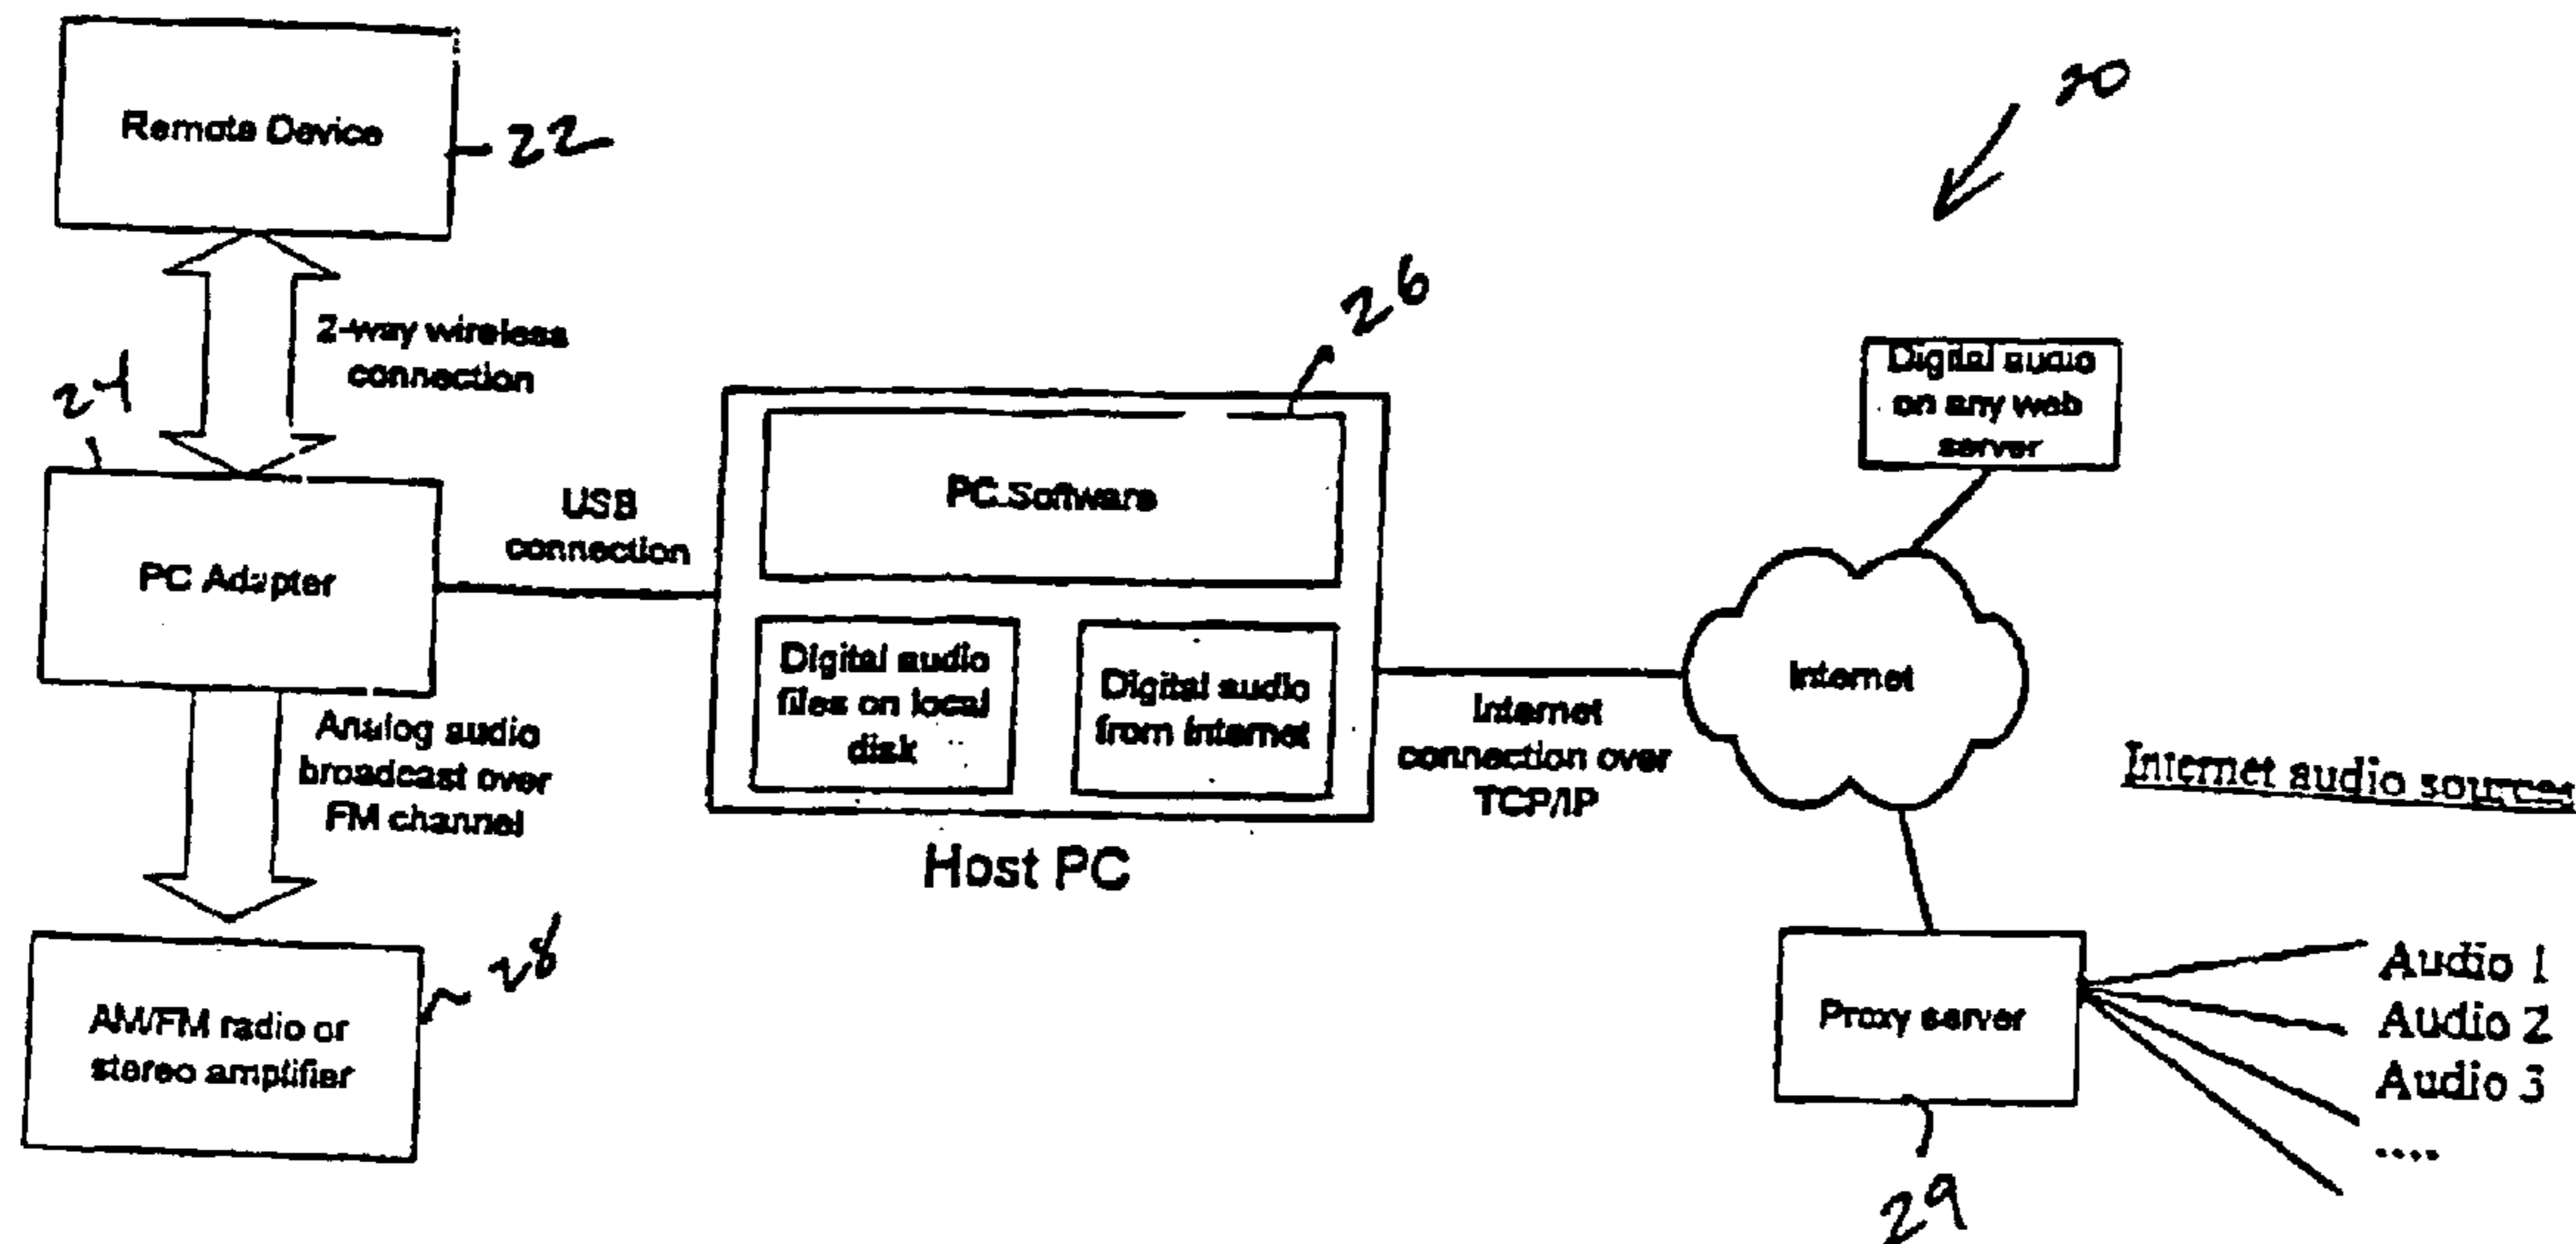 Remote Device
22
20
2-way wireless
connection
24
26
PC Adapter
USB
connection
PC Software
Digital audio
files on local
disk
Digital audio
from Internet
Host PC
Analog audio
broadcast over
FM channel
AM/FM radio or
stereo amplifier
28
Internet
connection over
TCP/IP
Digital audio
on any web
server
Internet
Internet audio sources
Proxy server
29
Audio 1
Audio 2
Audio 3
....